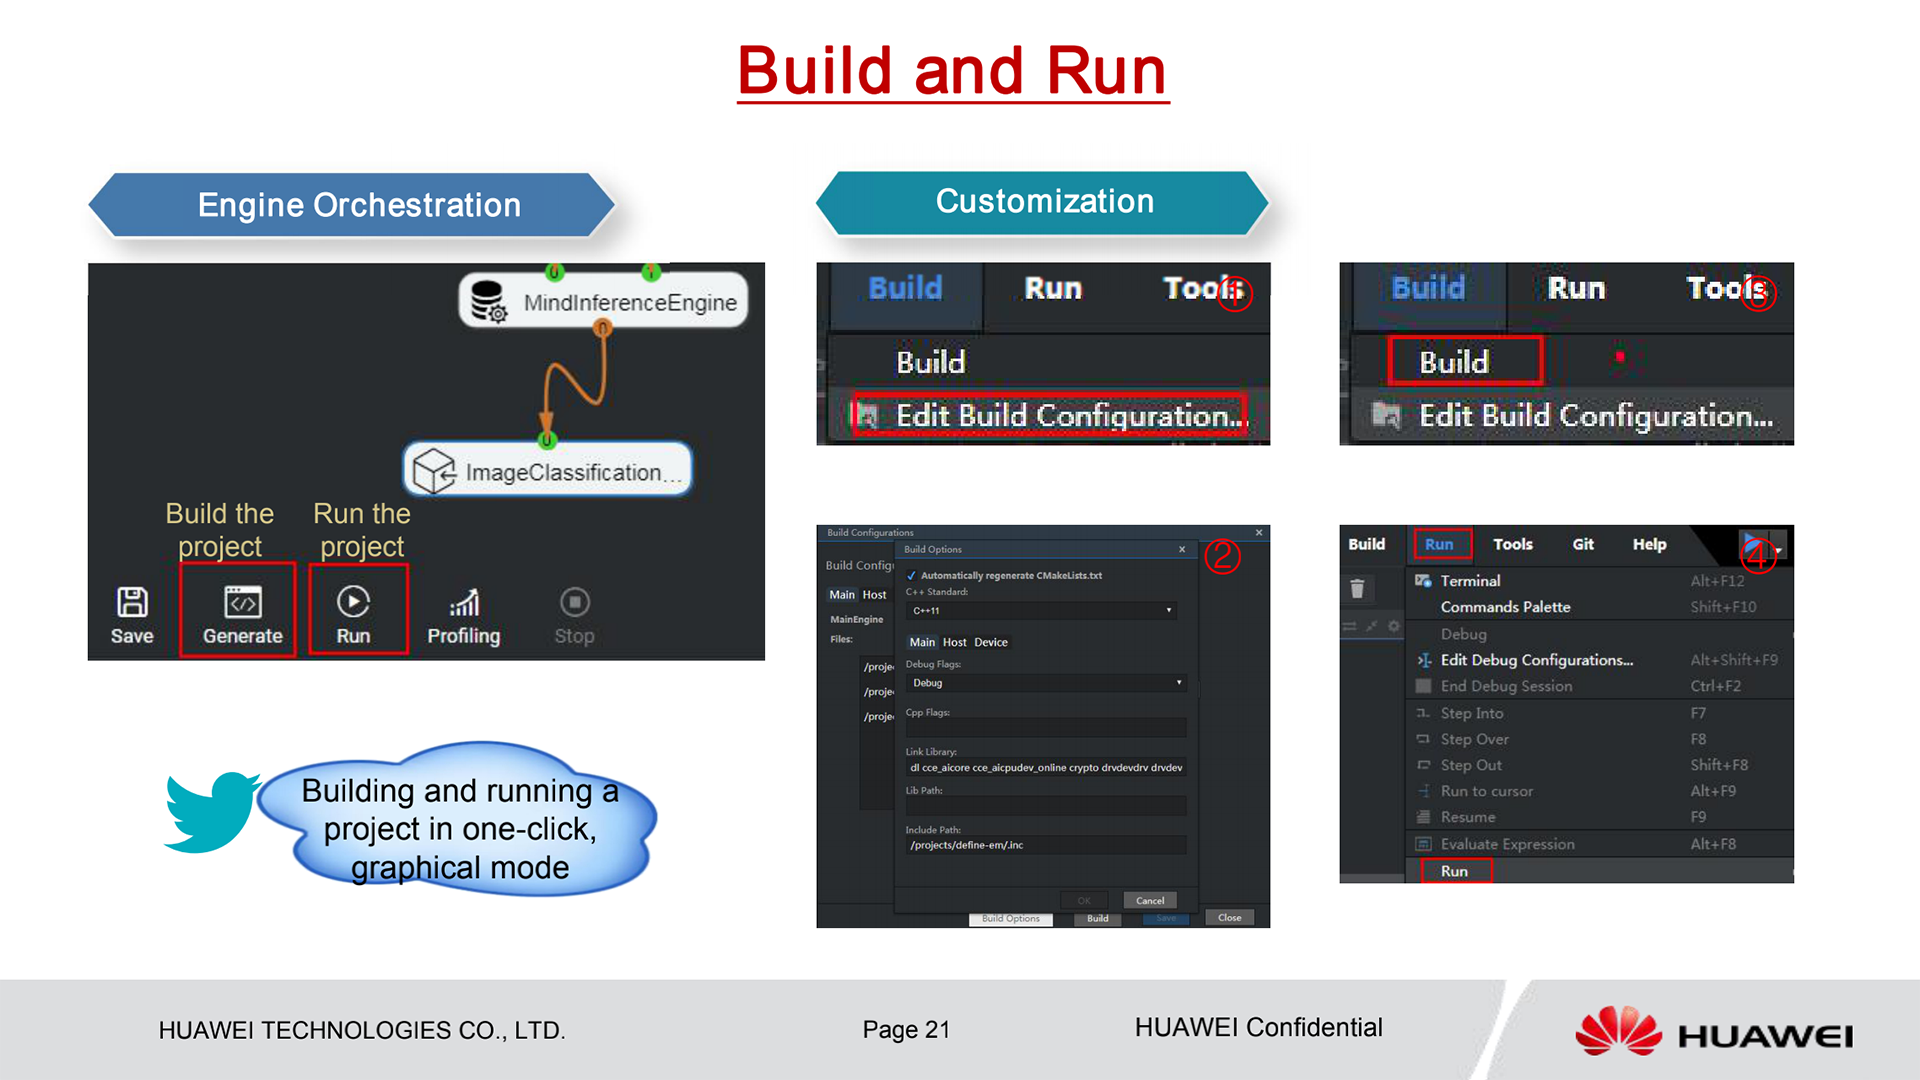 Build and Run
Engine Orchestration
MindInferenceEngine
ImageClassification...
Build the
project
Run the
project
Save
Generate
Run
Profiling
Stop
Building and running a
project in one-click,
graphical mode
Customization
Build Run Tools
①
Build
Edit Build Configuration...
Build Configurations
Build Options
②
Build Configu
Automatically regenerate CMakeLists.txt
C++ Standard:
Main Host
C++11
MainEngine
Files:
Main Host Device
Debug Flags:
/proje
Debug
/proje
Cpp Flags:
/proje
Link Library:
dl cce_aicore cce_aicpudev_online crypto drvdevdrv drvdev
Lib Path:
Include Path:
/projects/define-em/.inc
OK Cancel
Build Options Build Save Close
Build Run Tools
③
Build
Edit Build Configuration...
Build Run Tools Git Help
④
Terminal Alt+F12
Commands Palette Shift+F10
Debug
Edit Debug Configurations... Alt+Shift+F9
End Debug Session Ctrl+F2
Step Into F7
Step Over F8
Step Out Shift+F8
Run to cursor Alt+F9
Resume F9
Evaluate Expression Alt+F8
Run
HUAWEI TECHNOLOGIES CO., LTD.
Page 21
HUAWEI Confidential
HUAWEI